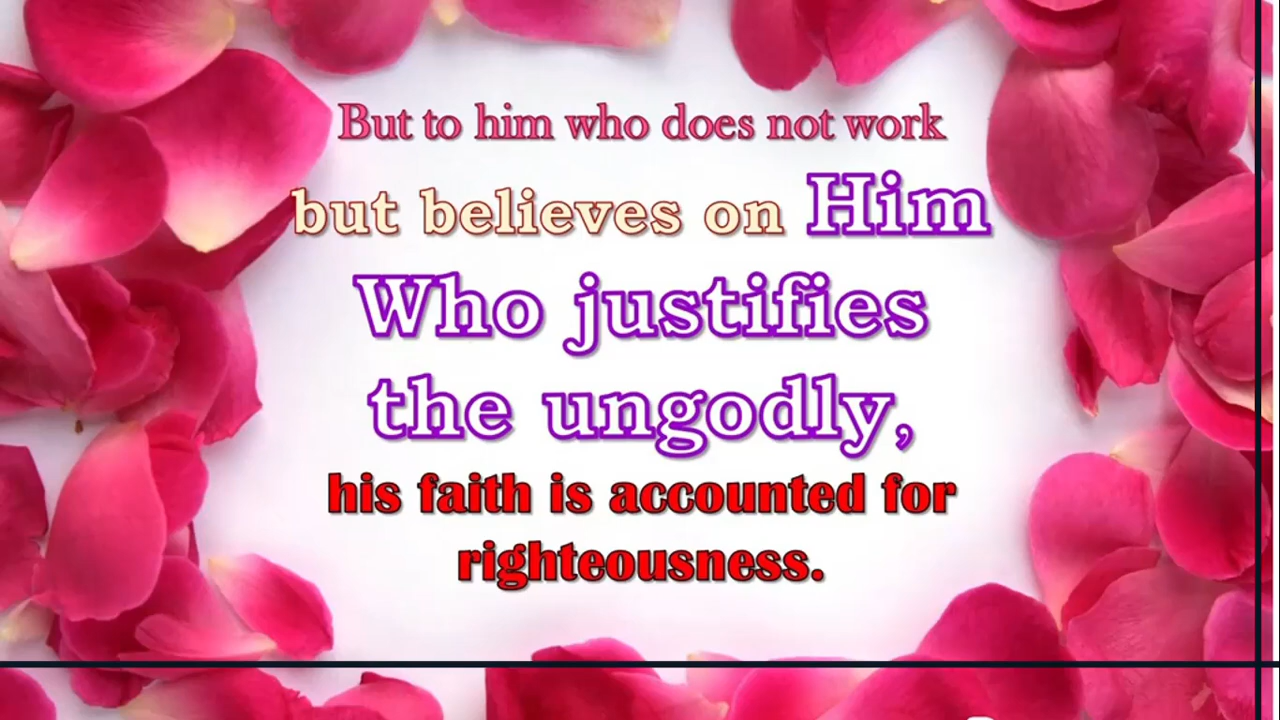 But to him who does not work
but believes on Him
Who justifies
the ungodly,
his faith is accounted for
righteousness.